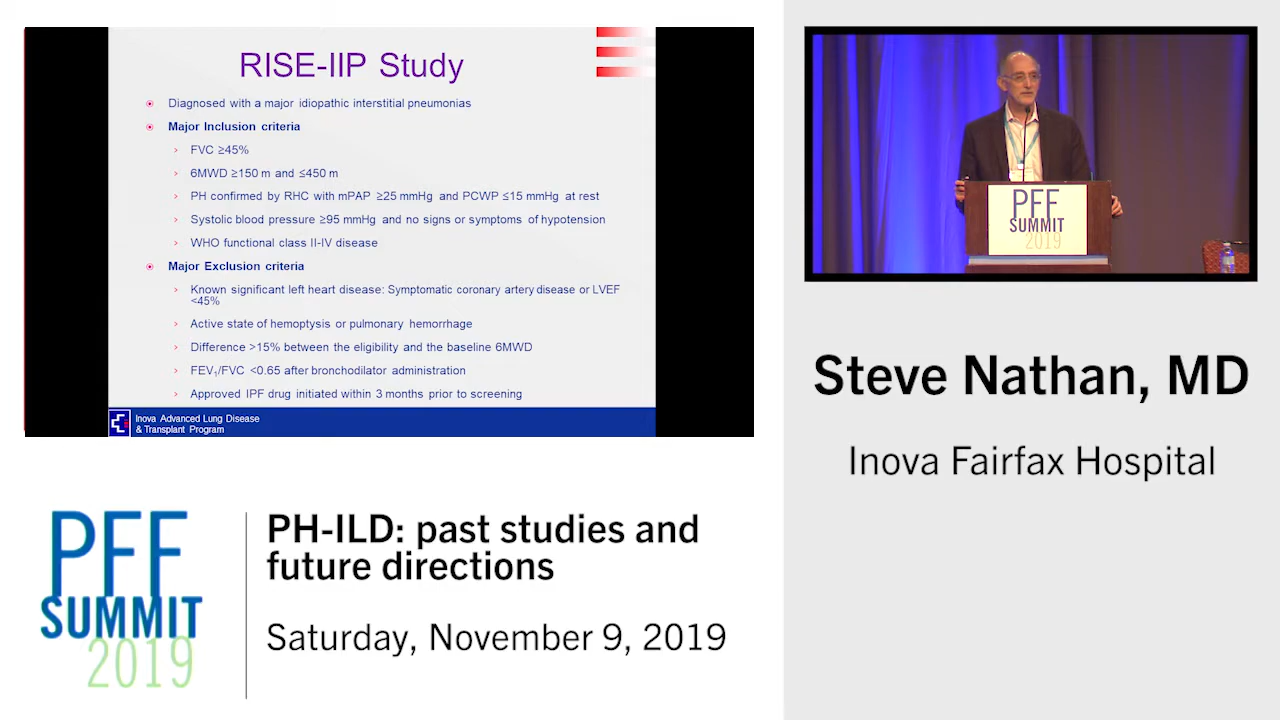 RISE-IIP Study
Diagnosed with a major idiopathic interstitial pneumonias
Major Inclusion criteria
FVC ≥45%
6MWD ≥150 m and ≤450 m
PH confirmed by RHC with mPAP ≥25 mmHg and PCWP ≤15 mmHg at rest
Systolic blood pressure ≥95 mmHg and no signs or symptoms of hypotension
WHO functional class II-IV disease
Major Exclusion criteria
Known significant left heart disease: Symptomatic coronary artery disease or LVEF
<45%
Active state of hemoptysis or pulmonary hemorrhage
Difference >15% between the eligibility and the baseline 6MWD
FEV₁/FVC <0.65 after bronchodilator administration
Approved IPF drug initiated within 3 months prior to screening
Inova Advanced Lung Disease
& Transplant Program
PFF
SUMMIT
2019
Steve Nathan, MD
Inova Fairfax Hospital
PFF
SUMMIT
2019
PH-ILD: past studies and
future directions
Saturday, November 9, 2019